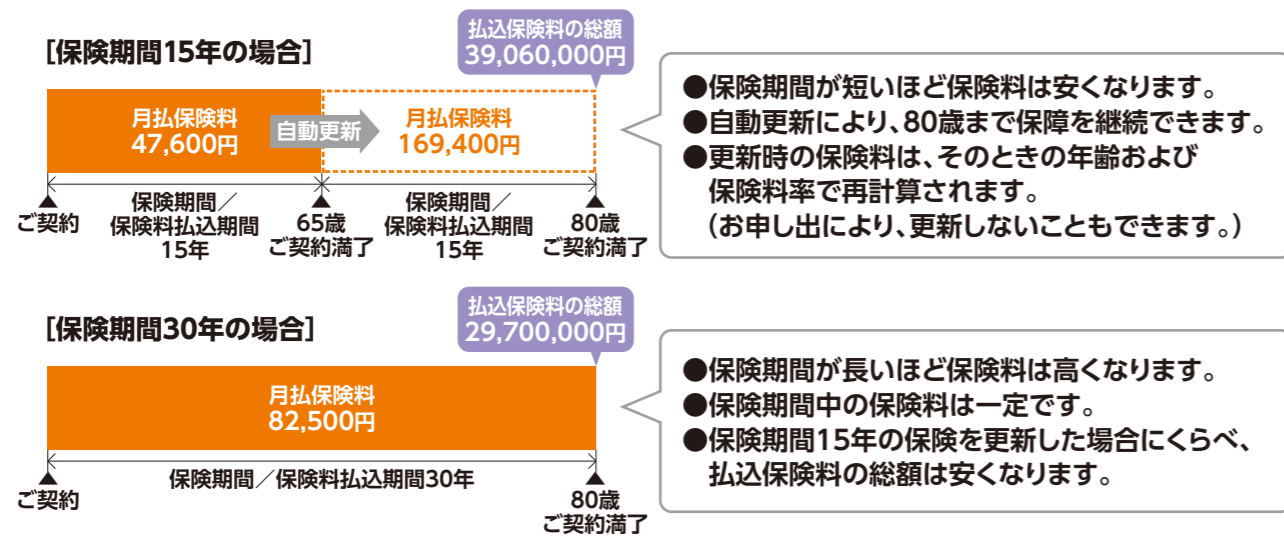 [保険期間15年の場合]
払込保険料の総額
39,060,000円
月払保険料
47,600円
自動更新
月払保険料
169,400円
保険期間/
保険料払込期間
15年
保険期間/
保険料払込期間
15年
ご契約
65歳
ご契約満了
80歳
ご契約満了
●保険期間が短いほど保険料は安くなります。
●自動更新により、80歳まで保障を継続できます。
●更新時の保険料は、そのときの年齢および
保険料率で再計算されます。
(お申し出により、更新しないこともできます。)
[保険期間30年の場合]
払込保険料の総額
29,700,000円
月払保険料
82,500円
保険期間/保険料払込期間30年
ご契約
80歳
ご契約満了
●保険期間が長いほど保険料は高くなります。
●保険期間中の保険料は一定です。
●保険期間15年の保険を更新した場合にくらべ、
払込保険料の総額は安くなります。